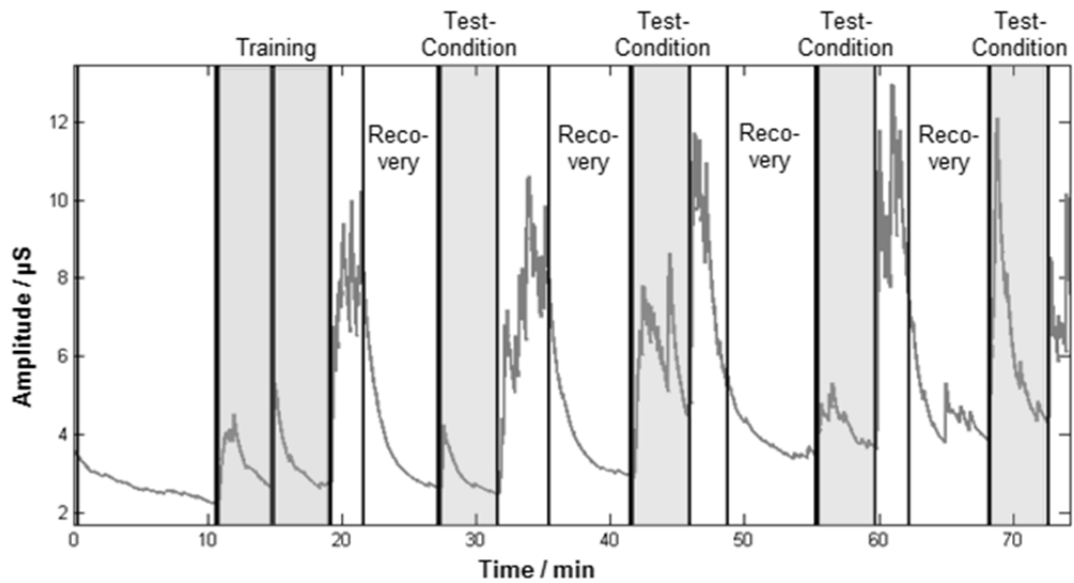 Training
Test-
Condition
Test-
Condition
Test-
Condition
Test-
Condition
Reco-
very
Reco-
very
Reco-
very
Reco-
very
Amplitude / µS
12
10
8
6
4
2
0
10
20
30
40
50
60
70
Time / min